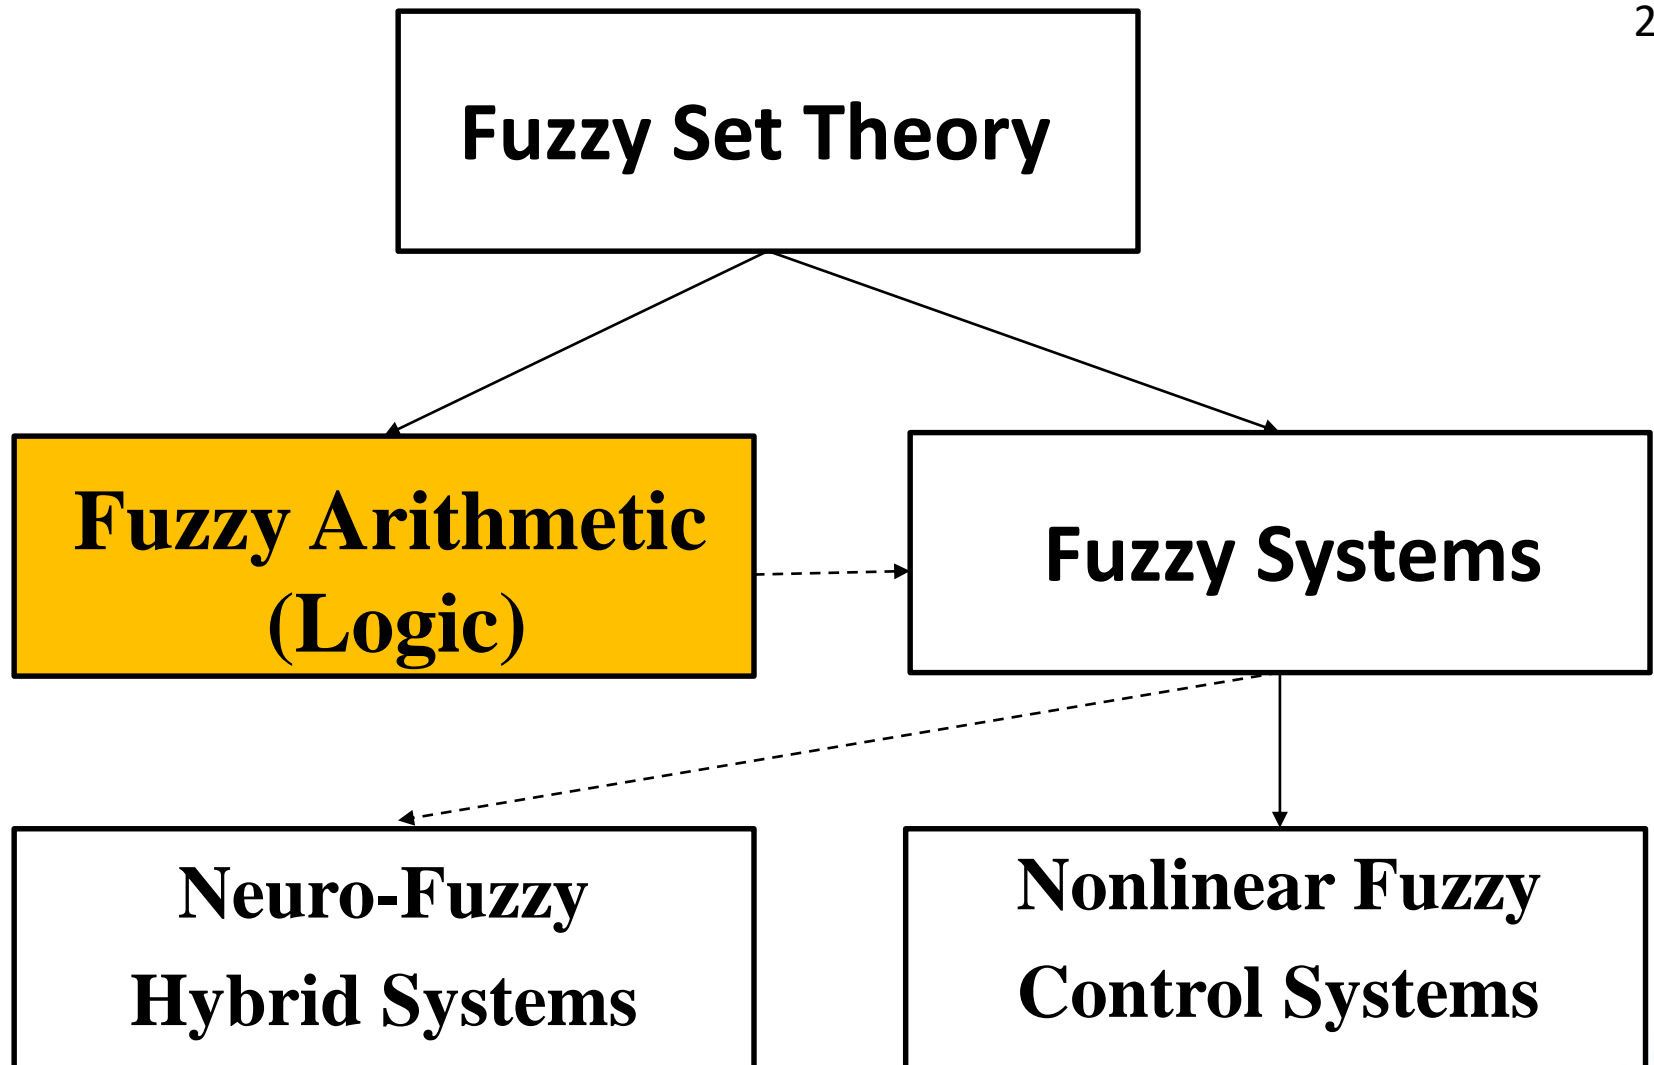 2
Fuzzy Set Theory
Fuzzy Arithmetic
(Logic)
Fuzzy Systems
Neuro-Fuzzy
Hybrid Systems
Nonlinear Fuzzy
Control Systems